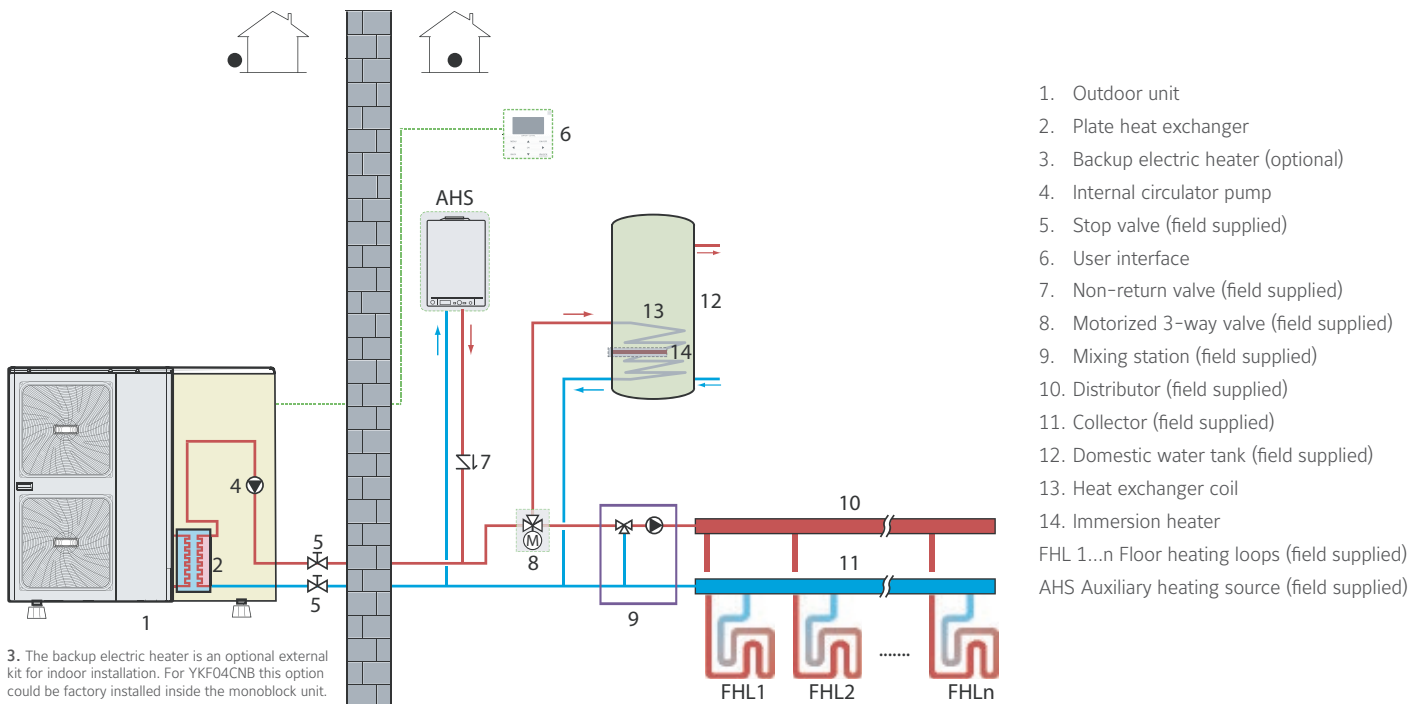 6
AHS
13
12
14
7
4
10
5
2
8
11
5
9
1
FHL1
FHL2
.......
FHLn
M
3. The backup electric heater is an optional external
kit for indoor installation. For YKF04CNB this option
could be factory installed inside the monoblock unit.
1. Outdoor unit
2. Plate heat exchanger
3. Backup electric heater (optional)
4. Internal circulator pump
5. Stop valve (field supplied)
6. User interface
7. Non-return valve (field supplied)
8. Motorized 3-way valve (field supplied)
9. Mixing station (field supplied)
10. Distributor (field supplied)
11. Collector (field supplied)
12. Domestic water tank (field supplied)
13. Heat exchanger coil
14. Immersion heater
FHL 1...n Floor heating loops (field supplied)
AHS Auxiliary heating source (field supplied)